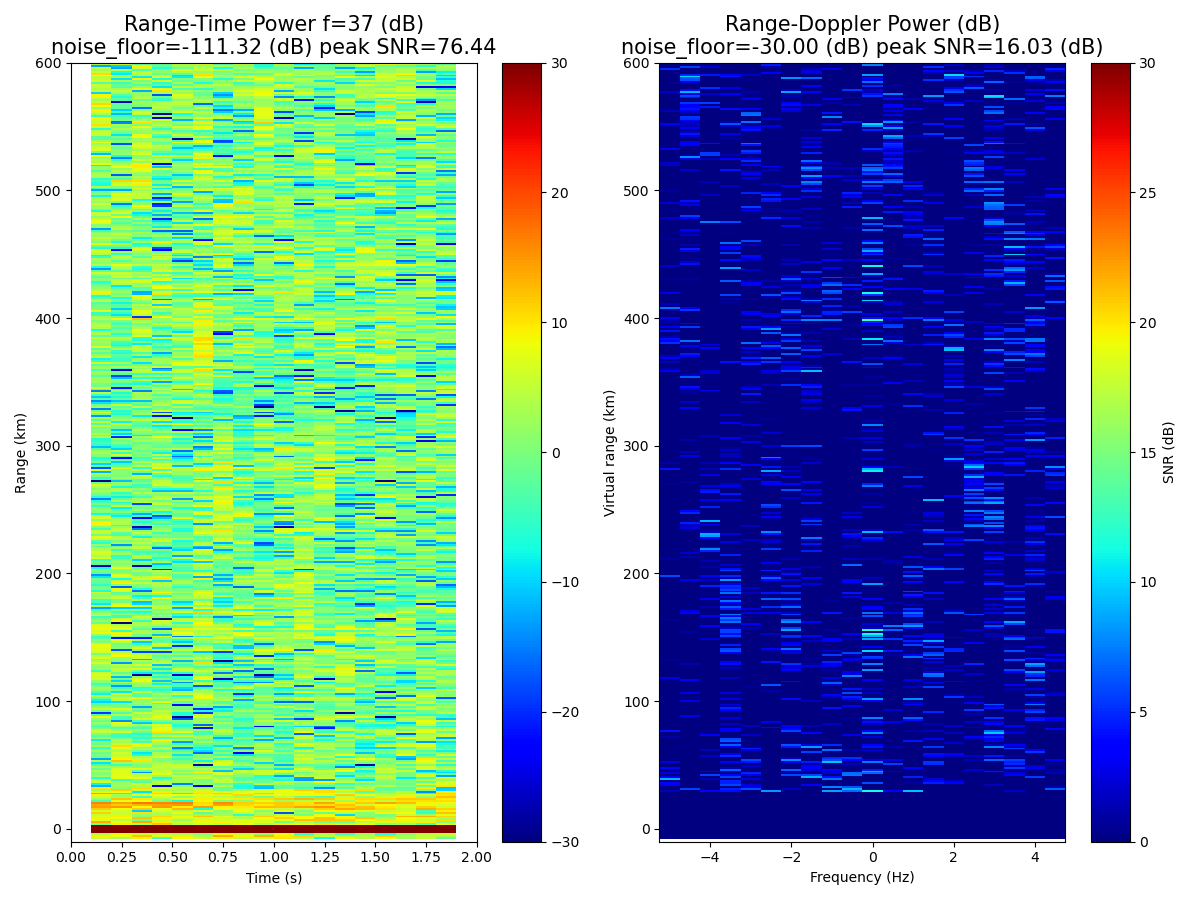 Range-Time Power f=37 (dB)
noise_floor=-111.32 (dB) peak SNR=76.44
Range (km)
600
500
400
300
200
100
0
0.00 0.25 0.50 0.75 1.00 1.25 1.50 1.75 2.00
Time (s)
30
20
10
0
−10
−20
−30
Range-Doppler Power (dB)
noise_floor=-30.00 (dB) peak SNR=16.03 (dB)
Virtual range (km)
600
500
400
300
200
100
0
−4 −2 0 2 4
Frequency (Hz)
30
25
20
15
10
5
0
SNR (dB)